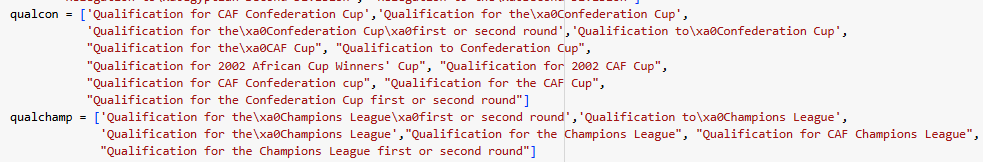 qualcon = ['Qualification for CAF Confederation Cup','Qualification for the\xa0Confederation Cup',
'Qualification for the\xa0Confederation Cup\xa0first or second round','Qualification to\xa0Confederation Cup',
"Qualification for the\xa0CAF Cup", "Qualification to Confederation Cup",
"Qualification for 2002 African Cup Winners' Cup", "Qualification for 2002 CAF Cup",
"Qualification for CAF Confederation cup", "Qualification for the CAF Cup",
"Qualification for the Confederation Cup first or second round"]
qualchamp = ['Qualification for the\xa0Champions League\xa0first or second round','Qualification to\xa0Champions League',
'Qualification for the\xa0Champions League',"Qualification for the Champions League", "Qualification for CAF Champions League",
"Qualification for the Champions League first or second round"]